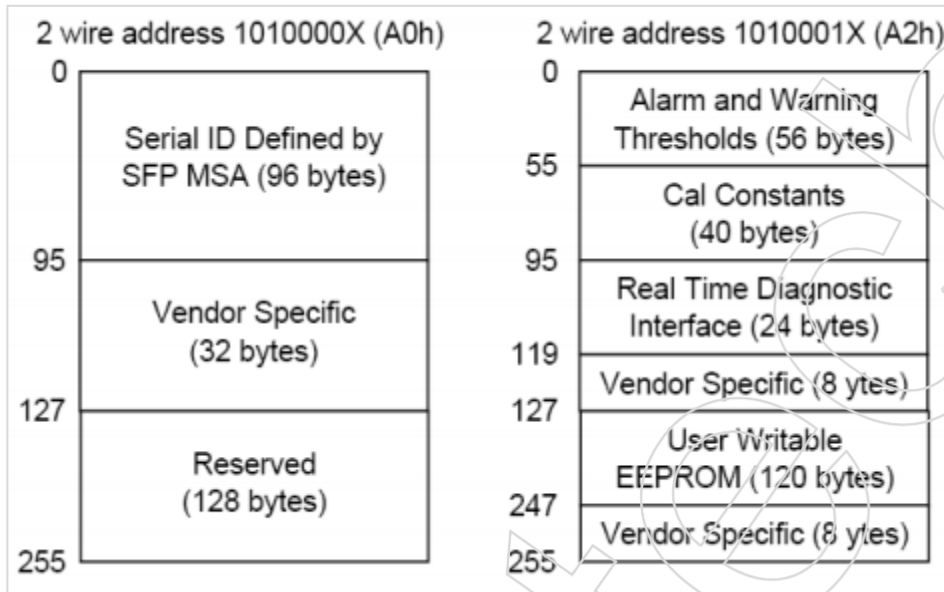 2 wire address 1010000X (A0h)
0
Serial ID Defined by
SFP MSA (96 bytes)
95
Vendor Specific
(32 bytes)
127
Reserved
(128 bytes)
255
2 wire address 1010001X (A2h)
0
Alarm and Warning
Thresholds (56 bytes)
55
Cal Constants
(40 bytes)
95
Real Time Diagnostic
Interface (24 bytes)
119
Vendor Specific (8 ytes)
127
User Writable
EEPROM (120 bytes)
247
Vendor Specific (8 ytes)
255